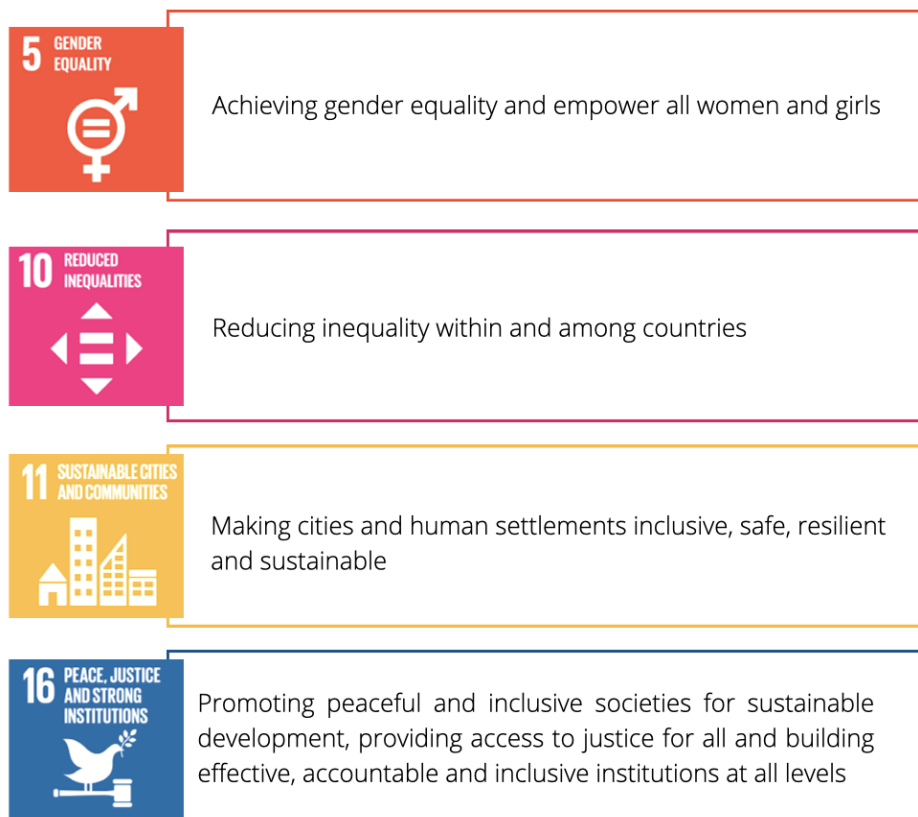 5 GENDER
EQUALITY
Achieving gender equality and empower all women and girls
10 REDUCED
INEQUALITIES
Reducing inequality within and among countries
11 SUSTAINABLE CITIES
AND COMMUNITIES
Making cities and human settlements inclusive, safe, resilient
and sustainable
16 PEACE, JUSTICE
AND STRONG
INSTITUTIONS
Promoting peaceful and inclusive societies for sustainable
development, providing access to justice for all and building
effective, accountable and inclusive institutions at all levels